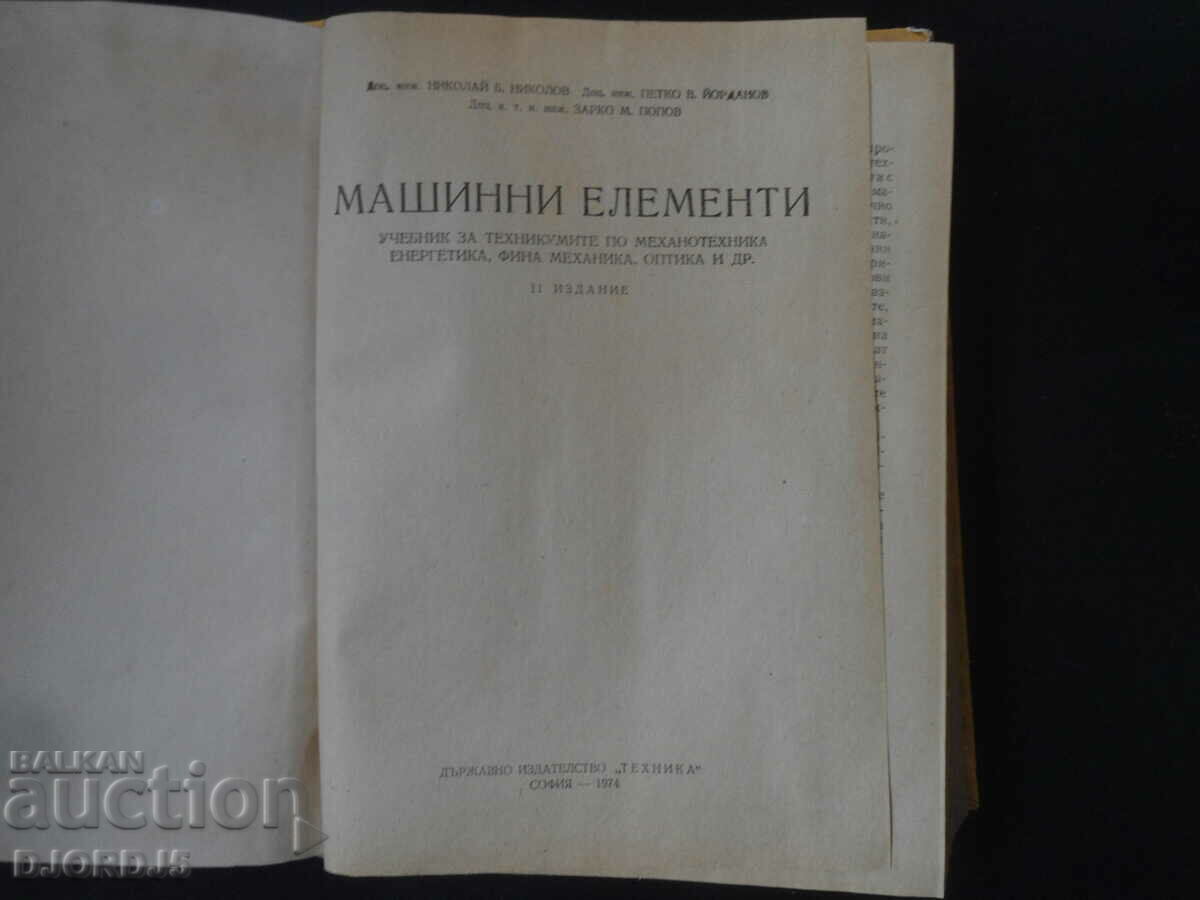 Доц. инж. НИКОЛАЙ Б. НИКОЛОВ Доц. инж. ПЕТКО В. ЙОРДАНОВ
Доц. к. т. н. инж. ЗАРКО М. ПОПОВ
МАШИННИ ЕЛЕМЕНТИ
УЧЕБНИК ЗА ТЕХНИКУМИТЕ ПО МЕХАНОТЕХНИКА
ЕНЕРГЕТИКА, ФИНА МЕХАНИКА, ОПТИКА И ДР.
II ИЗДАНИЕ
ДЪРЖАВНО ИЗДАТЕЛСТВО „ТЕХНИКА"
СОФИЯ — 1974
BALKAN
auction
DJORDJ5